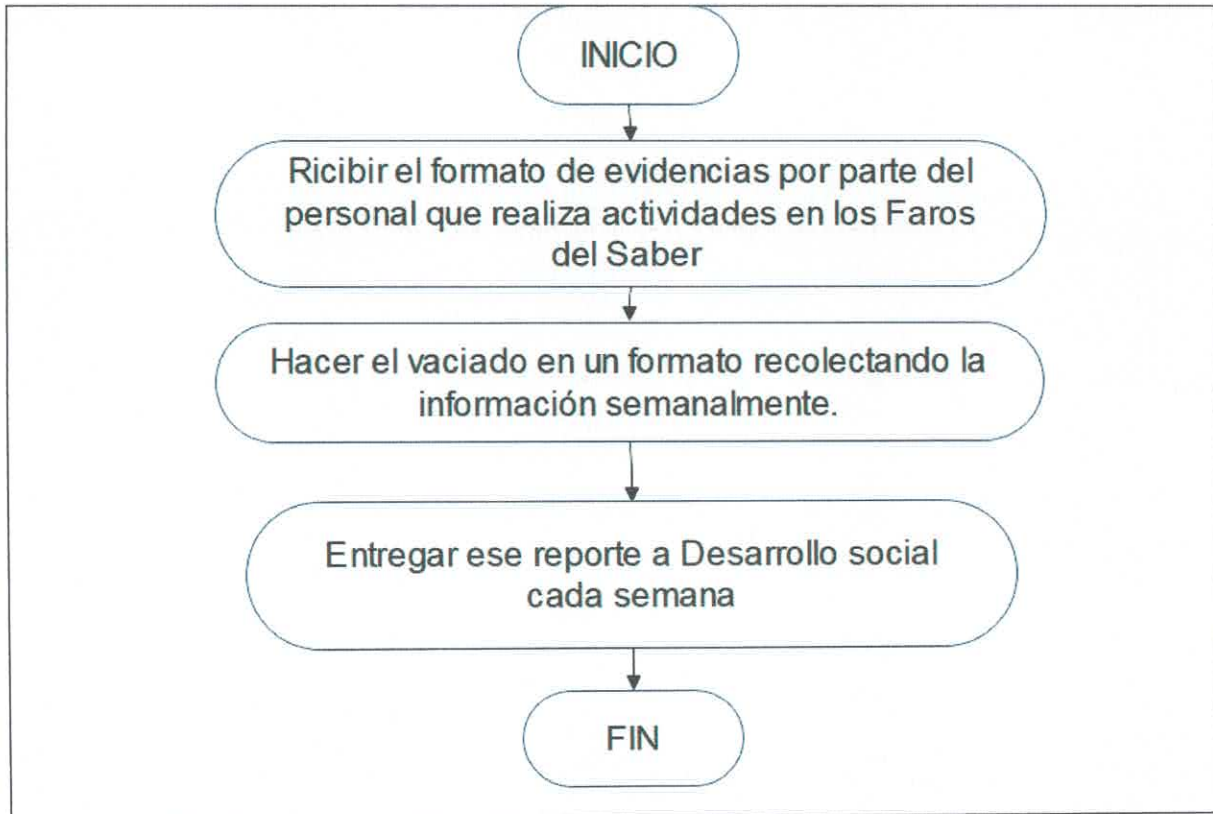 INICIO
Ricibir el formato de evidencias por parte del
personal que realiza actividades en los Faros
del Saber
Hacer el vaciado en un formato recolectando la
información semanalmente.
Entregar ese reporte a Desarrollo social
cada semana
FIN